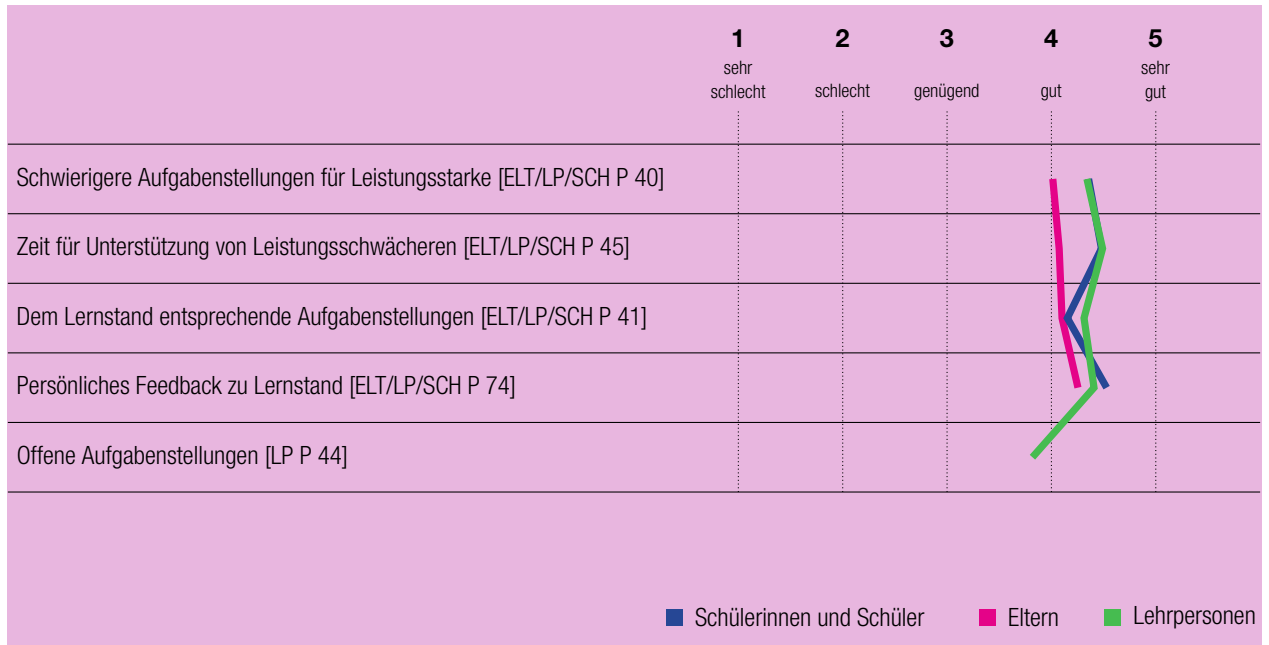 1 2 3 4 5
sehr schlecht schlecht genügend gut sehr gut
Schwierigere Aufgabenstellungen für Leistungsstarke [ELT/LP/SCH P 40]
Zeit für Unterstützung von Leistungsschwächeren [ELT/LP/SCH P 45]
Dem Lernstand entsprechende Aufgabenstellungen [ELT/LP/SCH P 41]
Persönliches Feedback zu Lernstand [ELT/LP/SCH P 74]
Offene Aufgabenstellungen [LP P 44]
Schülerinnen und Schüler Eltern Lehrpersonen